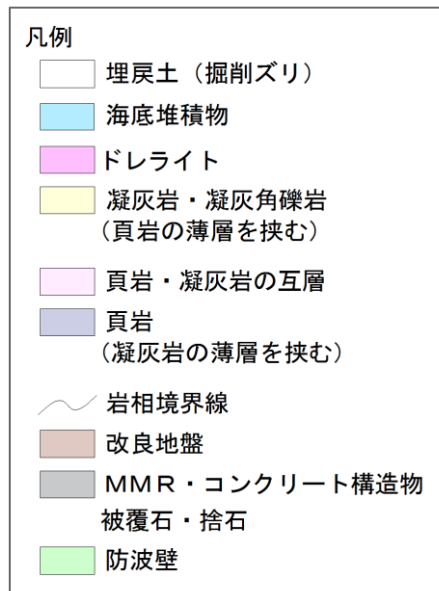 凡例
埋戻土（掘削ズリ）
海底堆積物
ドレライト
凝灰岩・凝灰角礫岩
(頁岩の薄層を挟む)
頁岩・凝灰岩の互層
頁岩
(凝灰岩の薄層を挟む)
岩相境界線
改良地盤
ＭＭＲ・コンクリート構造物
被覆石・捨石
防波壁